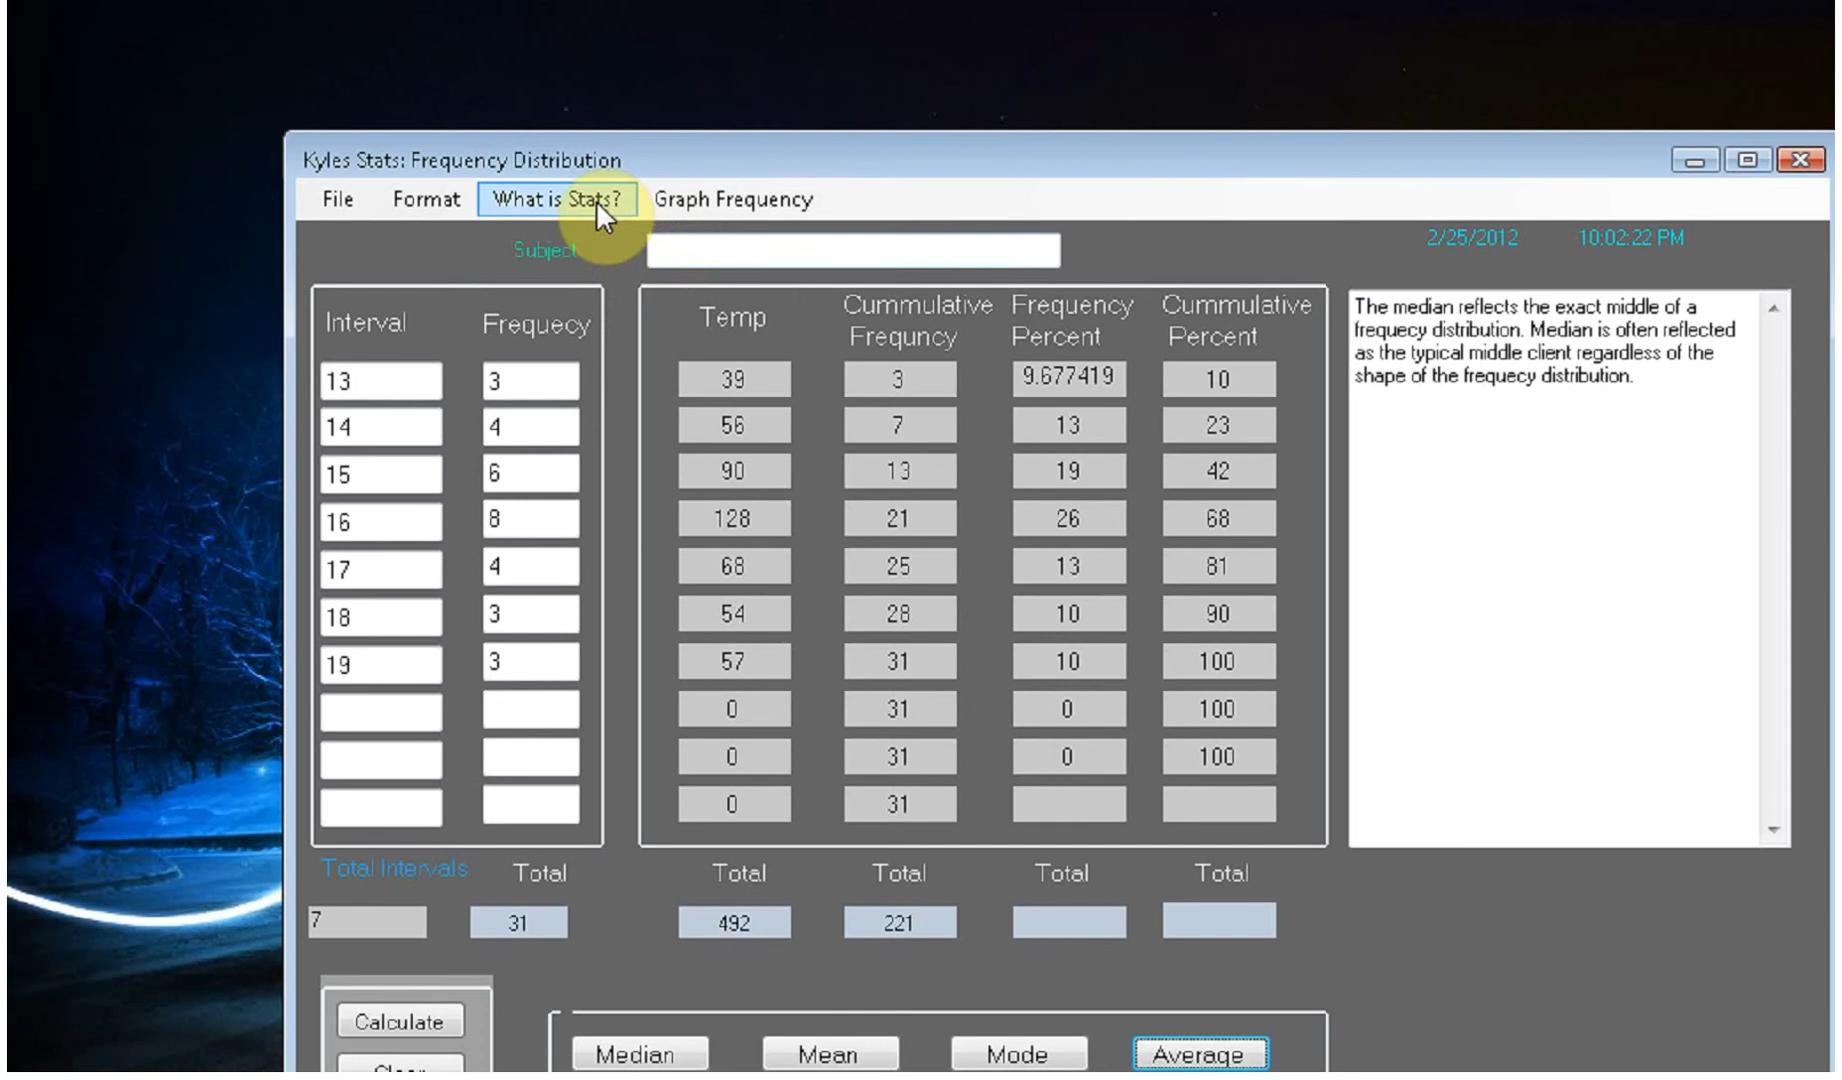 Kyles Stats: Frequency Distribution
File Format What is Stats? Graph Frequency
Subject 2/25/2012 10:02:22 PM
Interval Frequecy
Temp Cummulative Frequncy Frequency Percent Cummulative Percent
13 3 39 3 9.677419 10
14 4 56 7 13 23
15 6 90 13 19 42
16 8 128 21 26 68
17 4 68 25 13 81
18 3 54 28 10 90
19 3 57 31 10 100
0 31 0 100
0 31 0 100
0 31
The median reflects the exact middle of a
frequecy distribution. Median is often reflected
as the typical middle client regardless of the
shape of the frequecy distribution.
Total Intervals Total Total Total Total Total
7 31 492 221
Calculate
Clear
Median Mean Mode Average